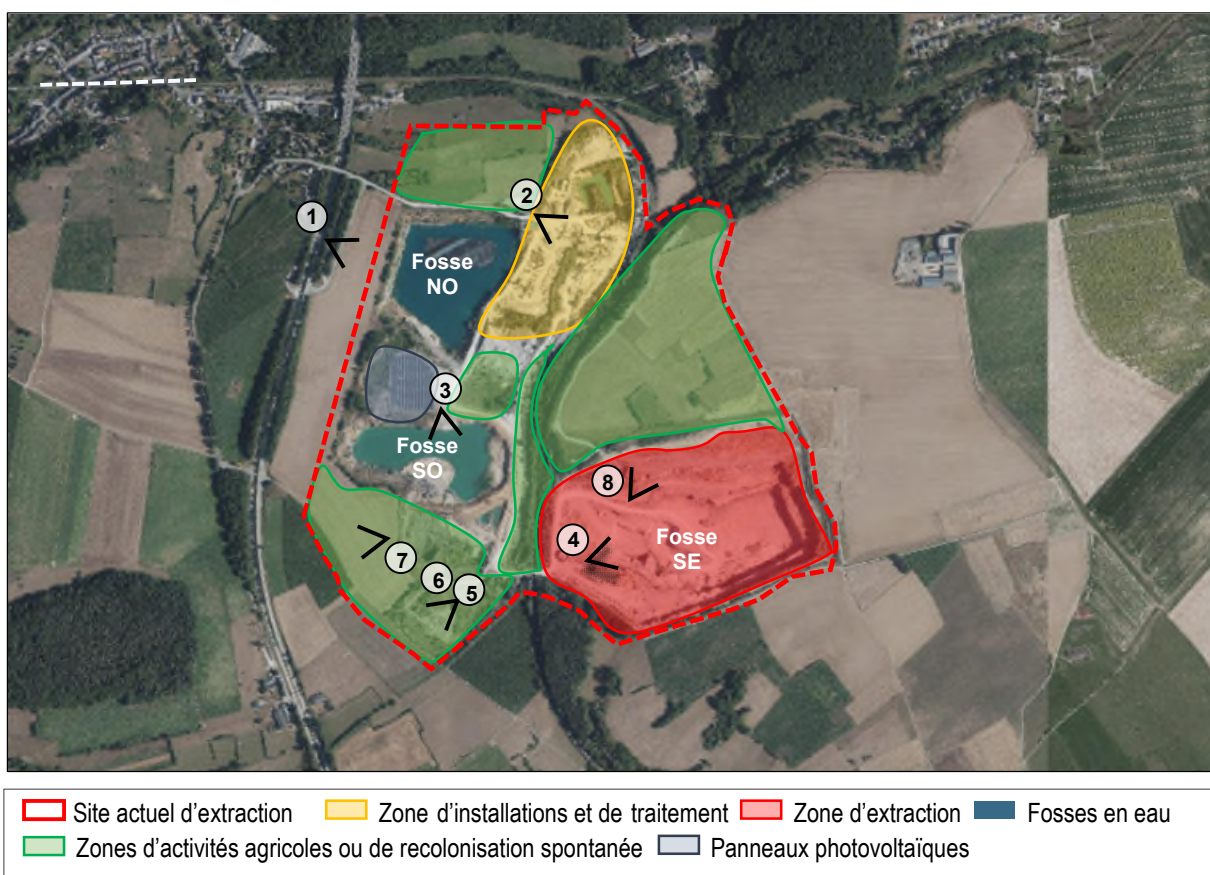 1
2
Fosse
NO
3
Fosse
SO
8
4
Fosse
SE
7
6
5
Site actuel d'extraction
Zone d'installations et de traitement
Zone d'extraction
Fosses en eau
Zones d'activités agricoles ou de recolonisation spontanée
Panneaux photovoltaïques